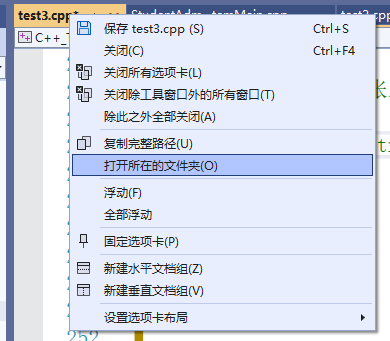 test3.cpp*
test3.cpp
C++_T
保存 test3.cpp (S) Ctrl+S
关闭(C) Ctrl+F4
关闭所有选项卡(L)
关闭除工具窗口外的所有窗口(T)
除此之外全部关闭(A)
复制完整路径(U)
打开所在的文件夹(O)
浮动(F)
全部浮动
固定选项卡(P)
新建水平文档组(Z)
新建垂直文档组(V)
设置选项卡布局
252